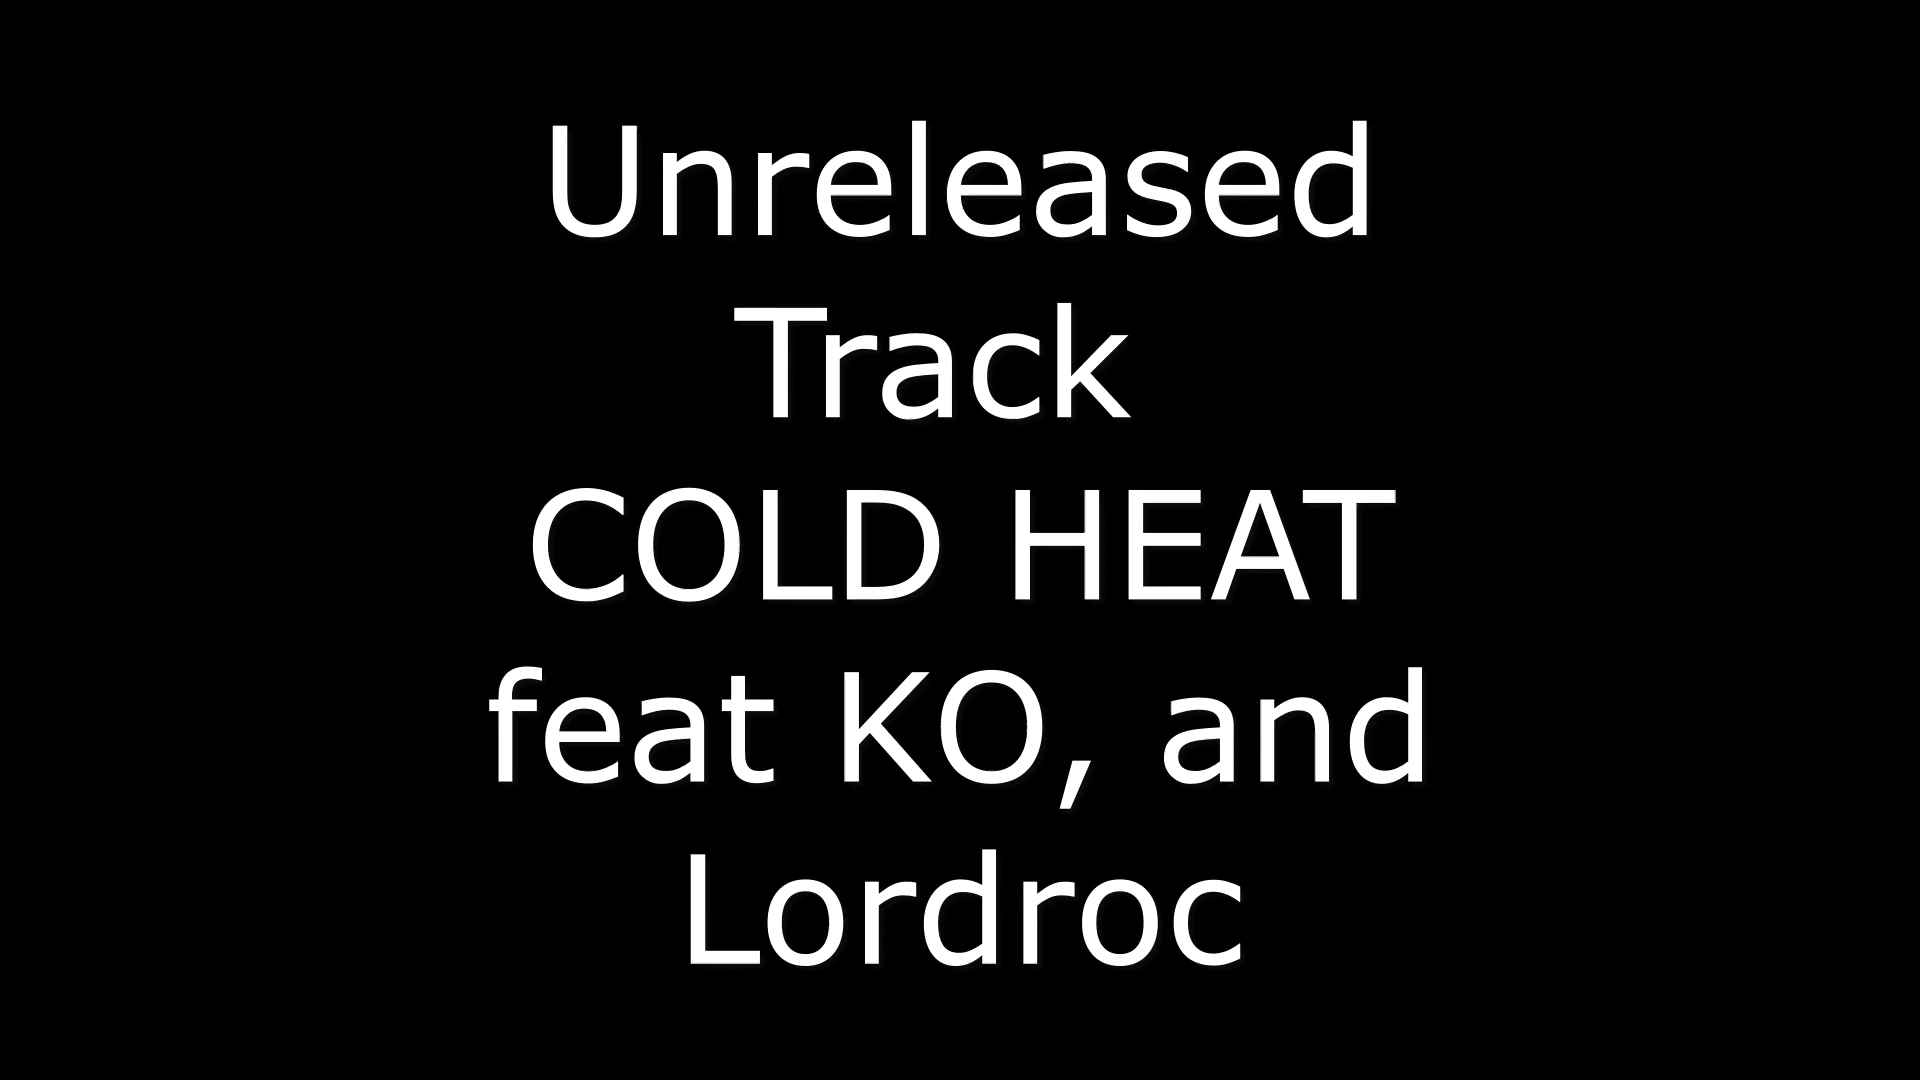 Unreleased
Track
COLD HEAT
feat KO, and
Lordroc